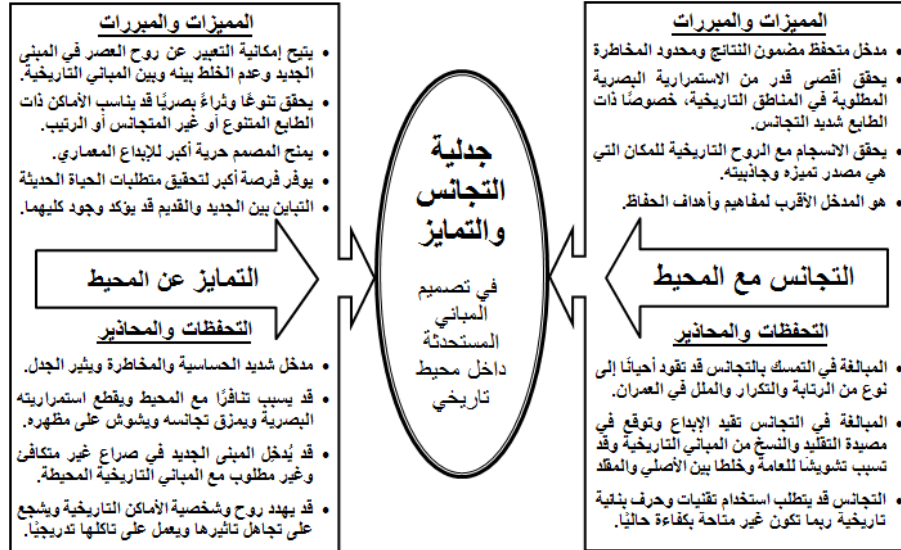 المميزات والمبررات
مدخل متحفظ مضمون النتائج ومحدود المخاطرة
يحقق أقصى قدر من الاستمرارية البصرية
المطلوبة في المناطق التاريخية، خصوصًا ذات
الطابع شديد التجانس.
يحقق الانسجام مع الروح التاريخية للمكان التي
هي مصدر تميزه وجاذبيته.
هو المدخل الأقرب لمفاهيم وأهداف الحفاظ.
التجانس مع المحيط
التحفظات والمحاذير
المبالغة في التمسك بالتجانس قد تقود أحيانًا إلى
نوع من الرتابة والتكرار والملل في العمران.
المبالغة في التجانس تقيد الإبداع وتوقع في
مصيدة التقليد والنسخ من المباني التاريخية وقد
تسبب تشويشًا للعامة وخلطا بين الأصلي والمقلد
التجانس قد يتطلب استخدام تقنيات وحرف بنائية
تاريخية ربما تكون غير متاحة بكفاءة حاليًا.
جدلية
التجانس
والتمايز
في تصميم
المباني
المستحدثة
داخل محيط
تاريخي
المميزات والمبررات
يتيح إمكانية التعبير عن روح العصر في المبنى
الجديد وعدم الخلط بينه وبين المباني التاريخية.
يحقق تنوعًا وثراءً بصريًا قد يناسب الأماكن ذات
الطابع المتنوع أو غير المتجانس أو الرتيب.
يمنح المصمم حرية أكبر للإبداع المعماري.
يوفر فرصة أكبر لتحقيق متطلبات الحياة الحديثة
التباين بين الجديد والقديم قد يؤكد وجود كليهما.
التمايز عن المحيط
التحفظات والمحاذير
مدخل شديد الحساسية والمخاطرة ويثير الجدل.
قد يسبب تنافرًا مع المحيط ويقطع استمراريته
البصرية ويمزق تجانسه ويشوش على مظهره.
قد يُدخِل المبنى الجديد في صراع غير متكافئ
وغير مطلوب مع المباني التاريخية المحيطة.
قد يهدد روح وشخصية الأماكن التاريخية ويشجع
على تجاهل تاثيرها ويعمل على تاكلها تدريجيًا.